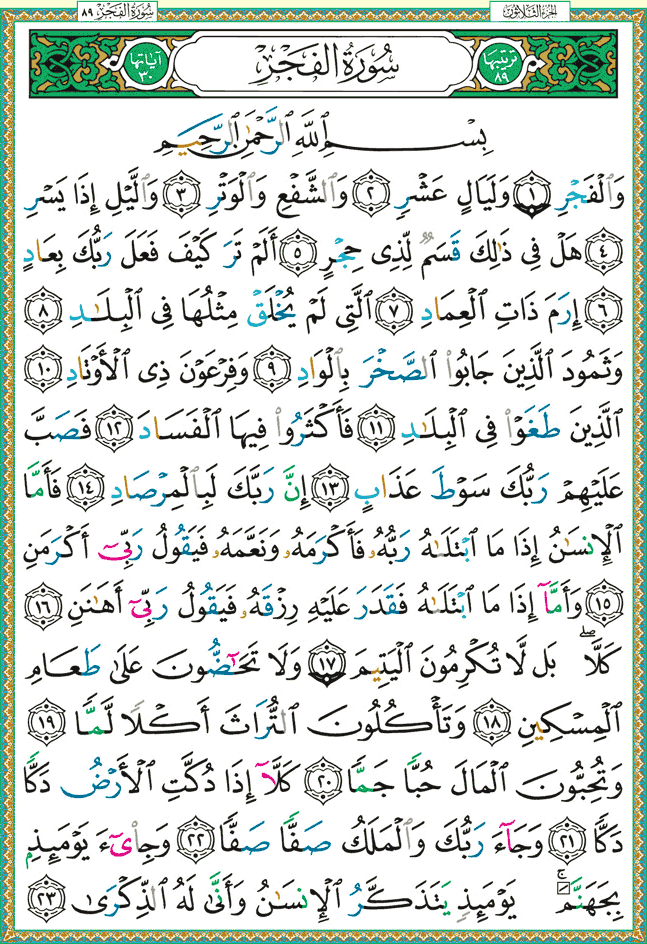 الجزء الثلاثون سورة الفجر ٨٩
ترتيبها ٨٩ سُورَةُ الفَجْرِ آياتها ٣٠
بِسْمِ ٱللَّهِ ٱلرَّحْمَٰنِ ٱلرَّحِيمِ
وَٱلْفَجْرِ ١ وَلَيَالٍ عَشْرٍ ٢ وَٱلشَّفْعِ وَٱلْوَتْرِ ٣ وَٱلَّيْلِ إِذَا يَسْرِ
٤ هَلْ فِى ذَٰلِكَ قَسَمٌ لِّذِى حِجْرٍ ٥ أَلَمْ تَرَ كَيْفَ فَعَلَ رَبُّكَ بِعَادٍ
٦ إِرَمَ ذَاتِ ٱلْعِمَادِ ٧ ٱلَّتِى لَمْ يُخْلَقْ مِثْلُهَا فِى ٱلْبِلَٰدِ ٨
وَثَمُودَ ٱلَّذِينَ جَابُوا۟ ٱلصَّخْرَ بِٱلْوَادِ ٩ وَفِرْعَوْنَ ذِى ٱلْأَوْتَادِ ١٠
ٱلَّذِينَ طَغَوْا۟ فِى ٱلْبِلَٰدِ ١١ فَأَكْثَرُوا۟ فِيهَا ٱلْفَسَادَ ١٢ فَصَبَّ
عَلَيْهِمْ رَبُّكَ سَوْطَ عَذَابٍ ١٣ إِنَّ رَبَّكَ لَبِٱلْمِرْصَادِ ١٤ فَأَمَّا
ٱلْإِنسَٰنُ إِذَا مَا ٱبْتَلَىٰهُ رَبُّهُۥ فَأَكْرَمَهُۥ وَنَعَّمَهُۥ فَيَقُولُ رَبِّىٓ أَكْرَمَنِ
١٥ وَأَمَّآ إِذَا مَا ٱبْتَلَىٰهُ فَقَدَرَ عَلَيْهِ رِزْقَهُۥ فَيَقُولُ رَبِّىٓ أَهَٰنَنِ ١٦
كَلَّا ۖ بَل لَّا تُكْرِمُونَ ٱلْيَتِيمَ ١٧ وَلَا تَحَٰٓضُّونَ عَلَىٰ طَعَامِ
ٱلْمِسْكِينِ ١٨ وَتَأْكُلُونَ ٱلتُّرَاثَ أَكْلًا لَّمًّا ١٩
وَتُحِبُّونَ ٱلْمَالَ حُبًّا جَمًّا ٢٠ كَلَّآ إِذَا دُكَّتِ ٱلْأَرْضُ دَكًّا
دَكًّا ٢١ وَجَآءَ رَبُّكَ وَٱلْمَلَكُ صَفًّا صَفًّا ٢٢ وَجِا۟ىٓءَ يَوْمَئِذٍۭ
بِجَهَنَّمَ ۚ يَوْمَئِذٍ يَتَذَكَّرُ ٱلْإِنسَٰنُ وَأَنَّىٰ لَهُ ٱلذِّكْرَىٰ ٢٣